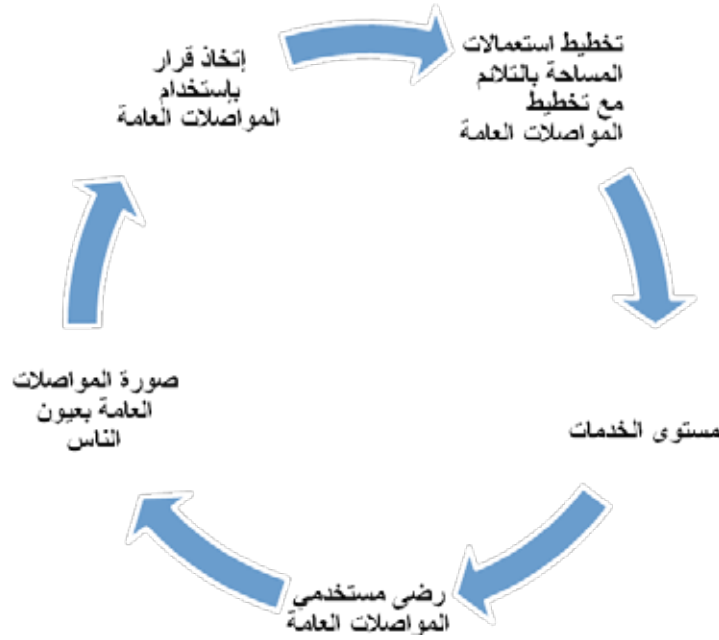 تخطيط استعمالات
المساحة بالتلائم
مع تخطيط
المواصلات العامة
مستوى الخدمات
رضى مستخدمي
المواصلات العامة
صورة المواصلات
العامة بعيون
الناس
إتخاذ قرار
بإستخدام
المواصلات العامة